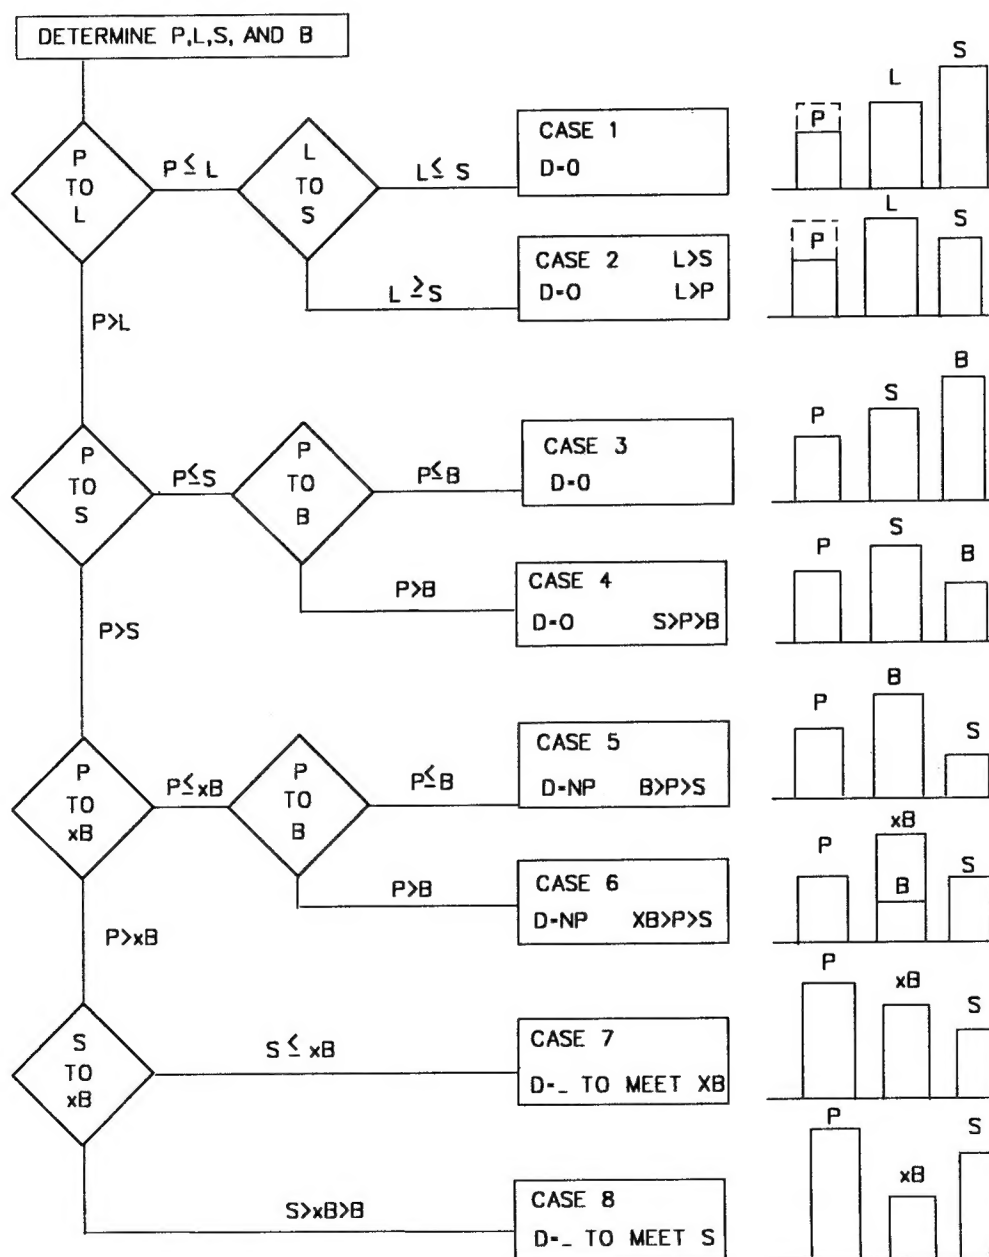 DETERMINE P,L,S, AND B
P TO L
P≤L
L TO S
L≤S
CASE 1
D=0
P
L
S
L≥S
CASE 2 L>S
D=0 L>P
P
L
S
P>L
P TO S
P≤S
P TO B
P≤B
CASE 3
D=0
P
S
B
P>B
CASE 4
D=0 S>P>B
P
S
B
P>S
P TO xB
P≤xB
P TO B
P≤B
CASE 5
D=NP B>P>S
P
B
S
P>B
CASE 6
D=NP XB>P>S
P
xB
B
S
P>xB
S TO xB
S≤xB
CASE 7
D=_ TO MEET XB
P
xB
S
S>xB>B
CASE 8
D=_ TO MEET S
P
xB
S